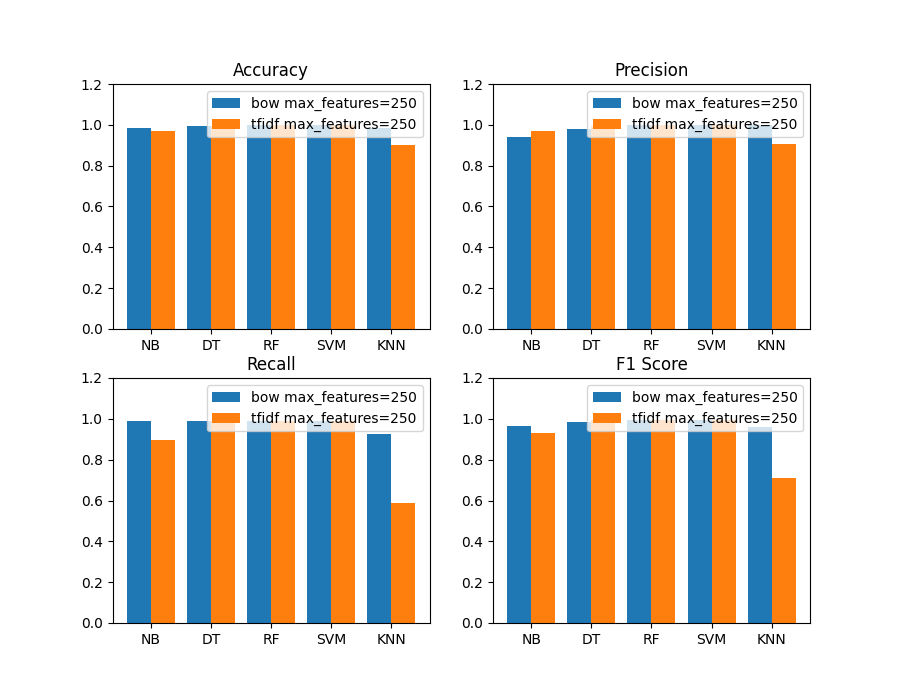 Accuracy
1.2
1.0
0.8
0.6
0.4
0.2
0.0
bow max_features=250
tfidf max_features=250
NB DT RF SVM KNN
Precision
1.2
1.0
0.8
0.6
0.4
0.2
0.0
bow max_features=250
tfidf max_features=250
NB DT RF SVM KNN
Recall
1.2
1.0
0.8
0.6
0.4
0.2
0.0
bow max_features=250
tfidf max_features=250
NB DT RF SVM KNN
F1 Score
1.2
1.0
0.8
0.6
0.4
0.2
0.0
bow max_features=250
tfidf max_features=250
NB DT RF SVM KNN